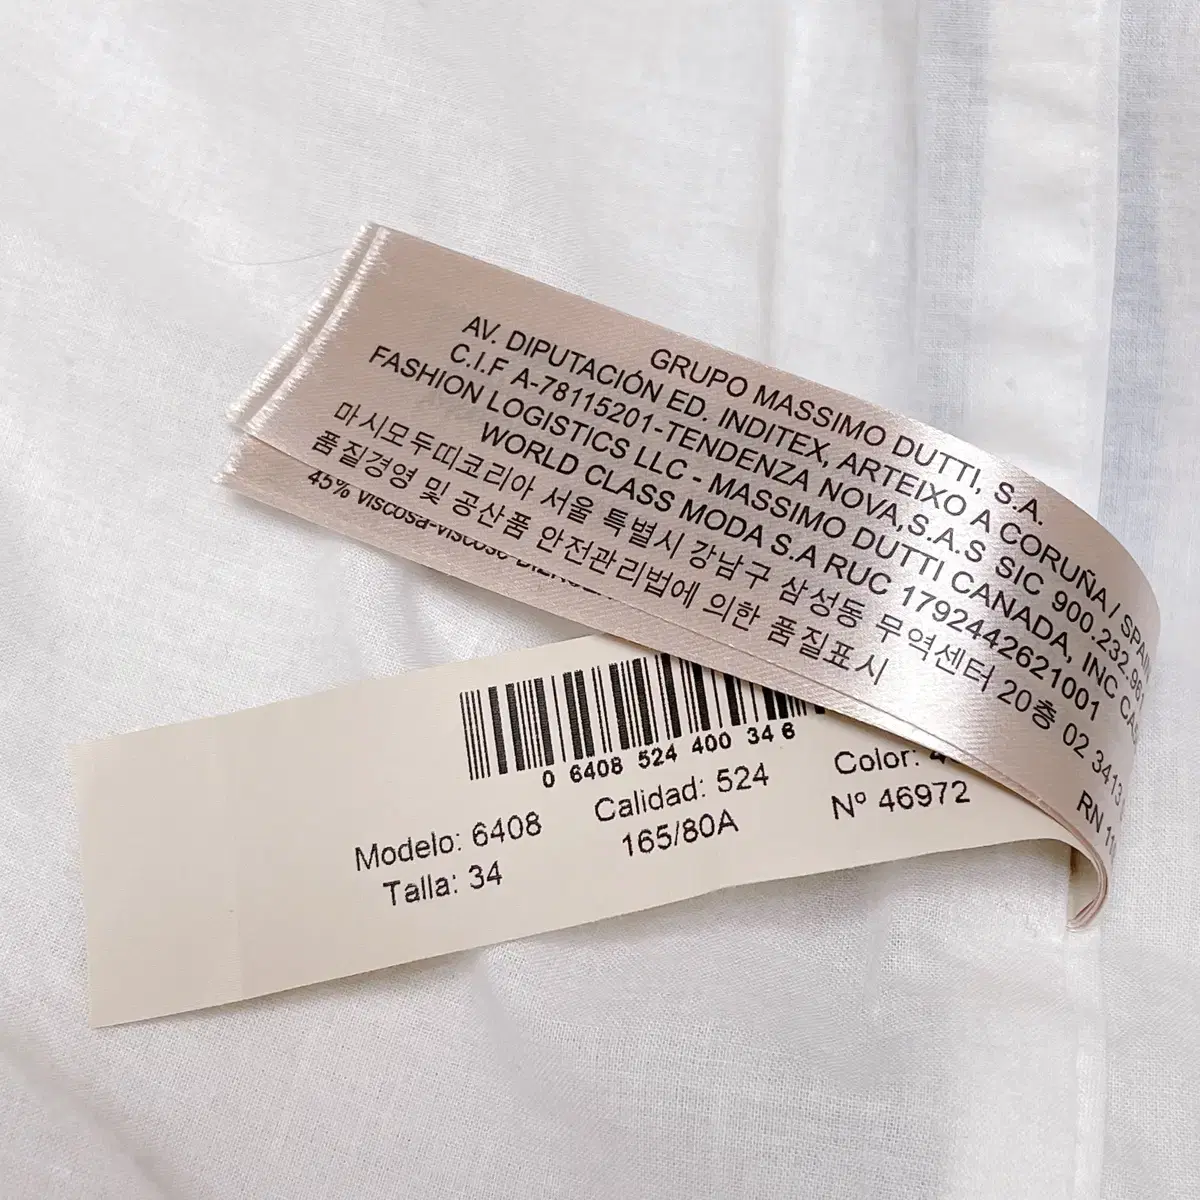 GRUPO MASSIMO DUTTI, S.A.
AV. DIPUTACIÓN ED. INDITEX, ARTEIXO A CORUÑA / SPAIN
C.I.F A-78115201-TENDENZA NOVA,S.A.S SIC 900.232.961
FASHION LOGISTICS LLC - MASSIMO DUTTI CANADA, INC
WORLD CLASS MODA S.A RUC 1792442621001
마시모두띠코리아 서울 특별시 강남구 삼성동 무역센터 20층 02 3413
품질경영 및 공산품 안전관리법에 의한 품질표시
RN
45% viscosa-viscose
0 6408 524 400 34 6
Modelo: 6408 Calidad: 524 Color:
Talla: 34 165/80A Nº 46972